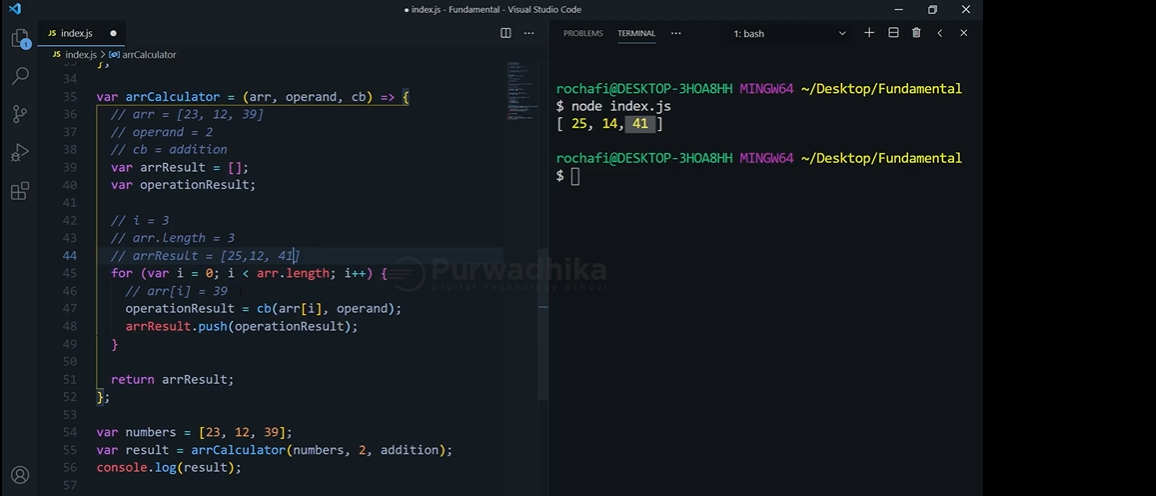 ● index.js - Fundamental - Visual Studio Code
JS index.js ●
JS index.js > arrCalculator
1
34
35 var arrCalculator = (arr, operand, cb) => {
36 // arr = [23, 12, 39]
37 // operand = 2
38 // cb = addition
39 var arrResult = [];
40 var operationResult;
41
42 // i = 3
43 // arr.length = 3
44 // arrResult = [25,12, 41]
45 for (var i = 0; i < arr.length; i++) {
46 // arr[i] = 39
47 operationResult = cb(arr[i], operand);
48 arrResult.push(operationResult);
49 }
50
51 return arrResult;
52 };
53
54 var numbers = [23, 12, 39];
55 var result = arrCalculator(numbers, 2, addition);
56 console.log(result);
57
Purwadhika
Digital Technology School
PROBLEMS TERMINAL ··· 1: bash
rochafi@DESKTOP-3HOA8HH MINGW64 ~/Desktop/Fundamental
$ node index.js
[ 25, 14, 41 ]
rochafi@DESKTOP-3HOA8HH MINGW64 ~/Desktop/Fundamental
$